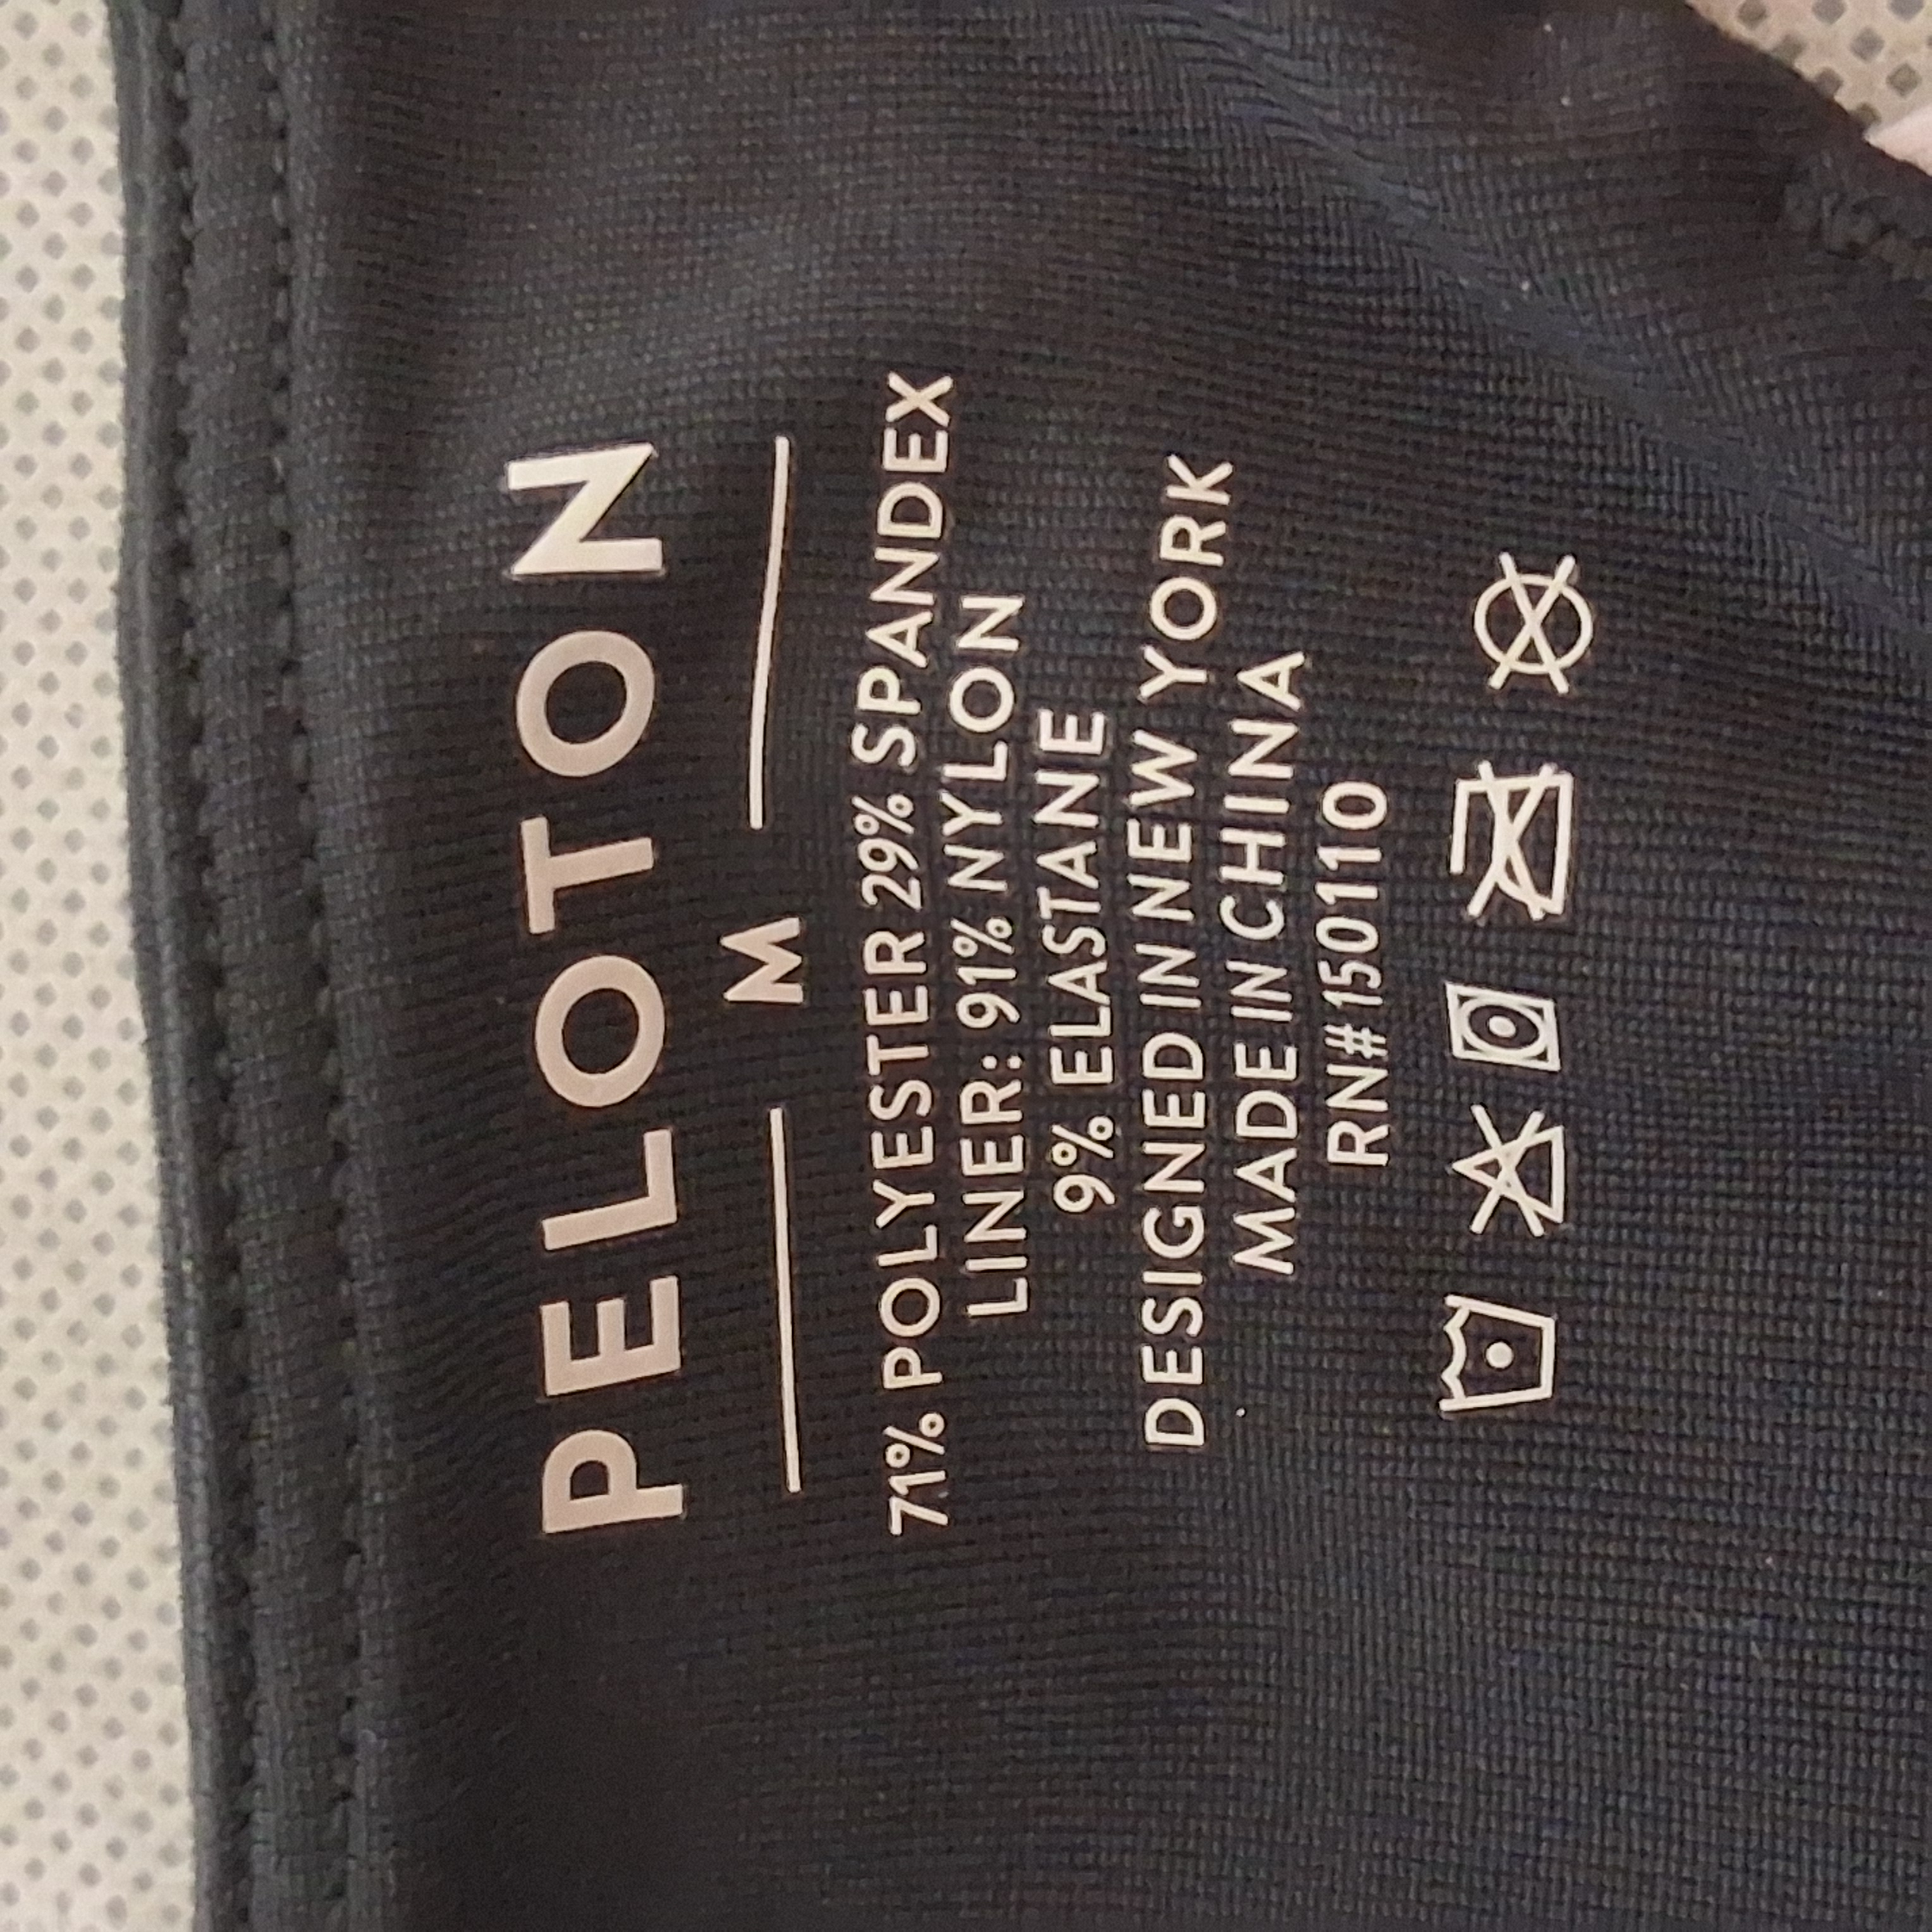 PELOTON
M
71% POLYESTER 29% SPANDEX
LINER: 91% NYLON
9% ELASTANE
DESIGNED IN NEW YORK
MADE IN CHINA
RN# 150110